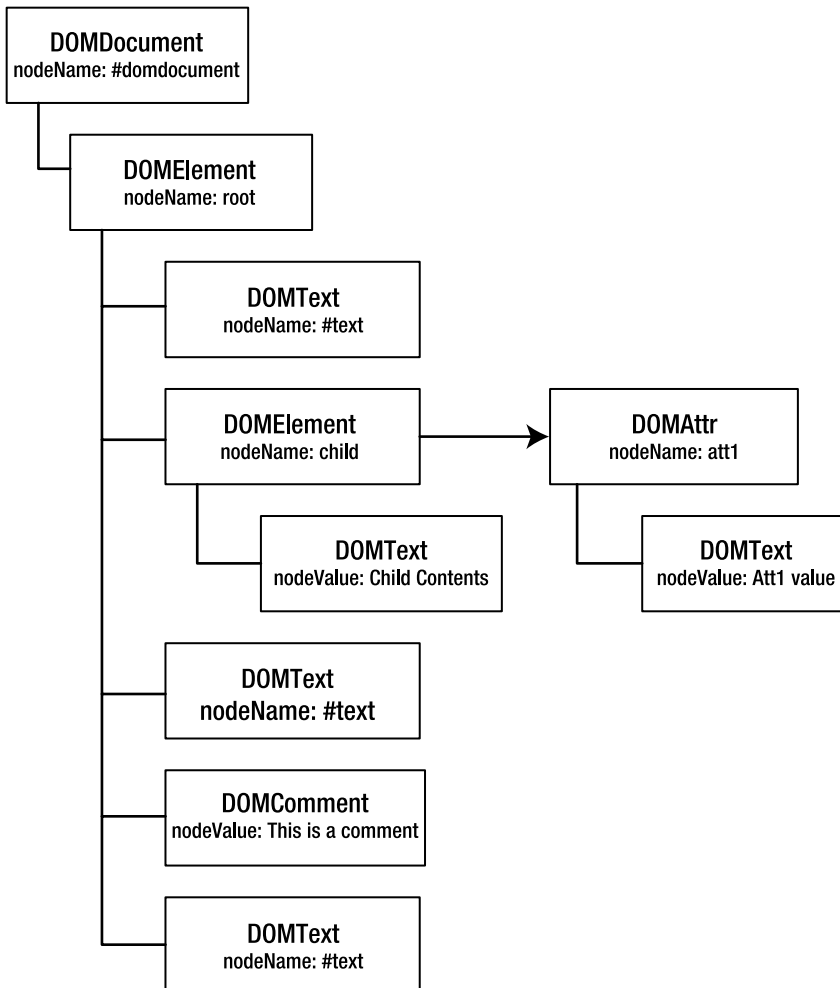 DOMDocument
nodeName: #domdocument
DOMElement
nodeName: root
DOMText
nodeName: #text
DOMElement
nodeName: child
DOMAttr
nodeName: att1
DOMText
nodeValue: Child Contents
DOMText
nodeValue: Att1 value
DOMText
nodeName: #text
DOMComment
nodeValue: This is a comment
DOMText
nodeName: #text